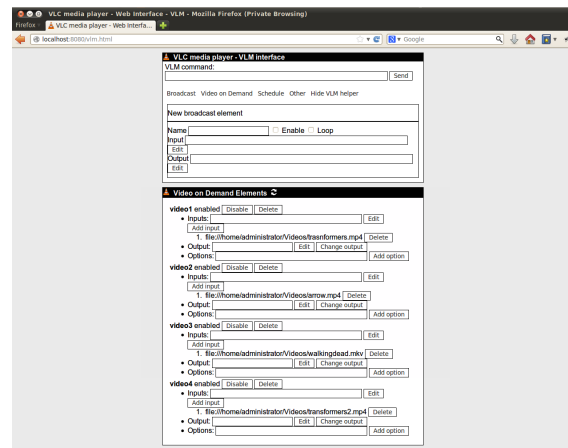 VLC media player - Web Interface - VLM - Mozilla Firefox (Private Browsing)
Firefox
VLC media player - Web Interfa...
localhost:8080/vlm.html
Google
VLC media player - VLM interface
VLM command:
Send
Broadcast Video on Demand Schedule Other Hide VLM helper
New broadcast element
Name Enable Loop
Input
Edit
Output
Edit
Video on Demand Elements
video1 enabled Disable Delete
• Inputs: Edit
Add input
1. file:///home/administrator/Videos/trasnformers.mp4 Delete
• Output: Edit Change output
• Options: Add option
video2 enabled Disable Delete
• Inputs: Edit
Add input
1. file:///home/administrator/Videos/arrow.mp4 Delete
• Output: Edit Change output
• Options: Add option
video3 enabled Disable Delete
• Inputs: Edit
Add input
1. file:///home/administrator/Videos/walkingdead.mkv Delete
• Output: Edit Change output
• Options: Add option
video4 enabled Disable Delete
• Inputs: Edit
Add input
1. file:///home/administrator/Videos/transformers2.mp4 Delete
• Output: Edit Change output
• Options: Add option